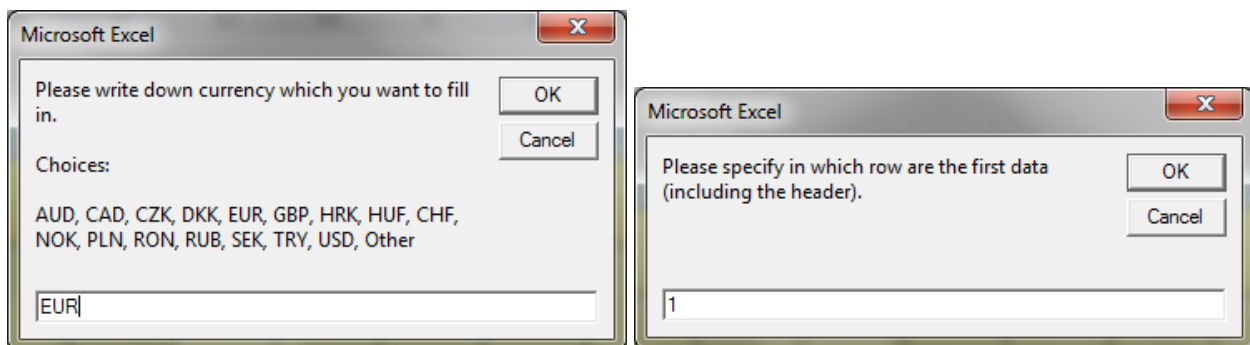 Microsoft Excel
Please write down currency which you want to fill
in.
OK
Cancel
Choices:
AUD, CAD, CZK, DKK, EUR, GBP, HRK, HUF, CHF,
NOK, PLN, RON, RUB, SEK, TRY, USD, Other
EUR
Microsoft Excel
Please specify in which row are the first data
(including the header).
OK
Cancel
1